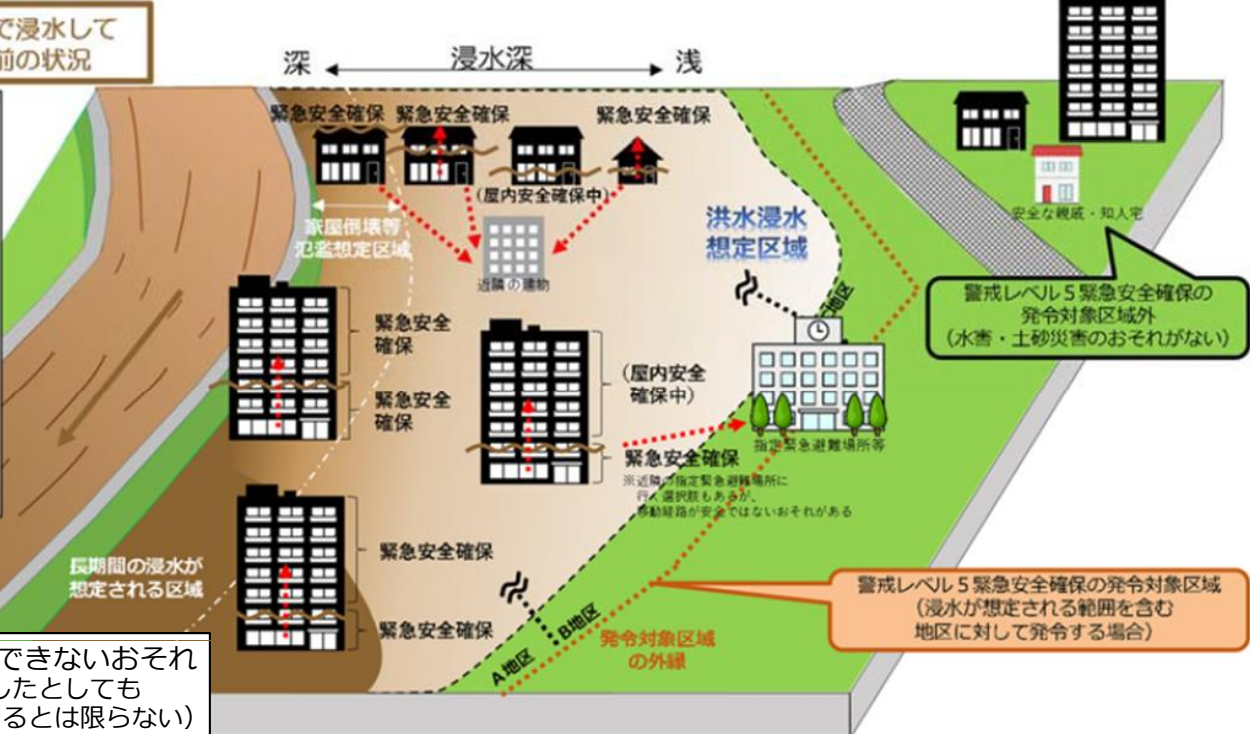 で浸水して
前の状況
深 浸水深 浅
緊急安全確保 緊急安全確保 緊急安全確保
(屋内安全確保中)
家屋倒壊等
氾濫想定区域
近隣の建物
洪水浸水
想定区域
安全な親戚・知人宅
警戒レベル5緊急安全確保の
発令対象区域外
(水害・土砂災害のおそれがない)
地区
緊急安全
確保
緊急安全
確保
(屋内安全
確保中)
指定緊急避難場所等
緊急安全確保
※近隣の指定緊急避難場所に
行く選択肢もあるが、
移動経路が安全ではないおそれがある
長期間の浸水が
想定される区域
緊急安全確保
緊急安全確保
警戒レベル5緊急安全確保の発令対象区域
(浸水が想定される範囲を含む
地区に対して発令する場合)
A地区 B地区
発令対象区域
の外縁
できないおそれ
したとしても
るとは限らない)